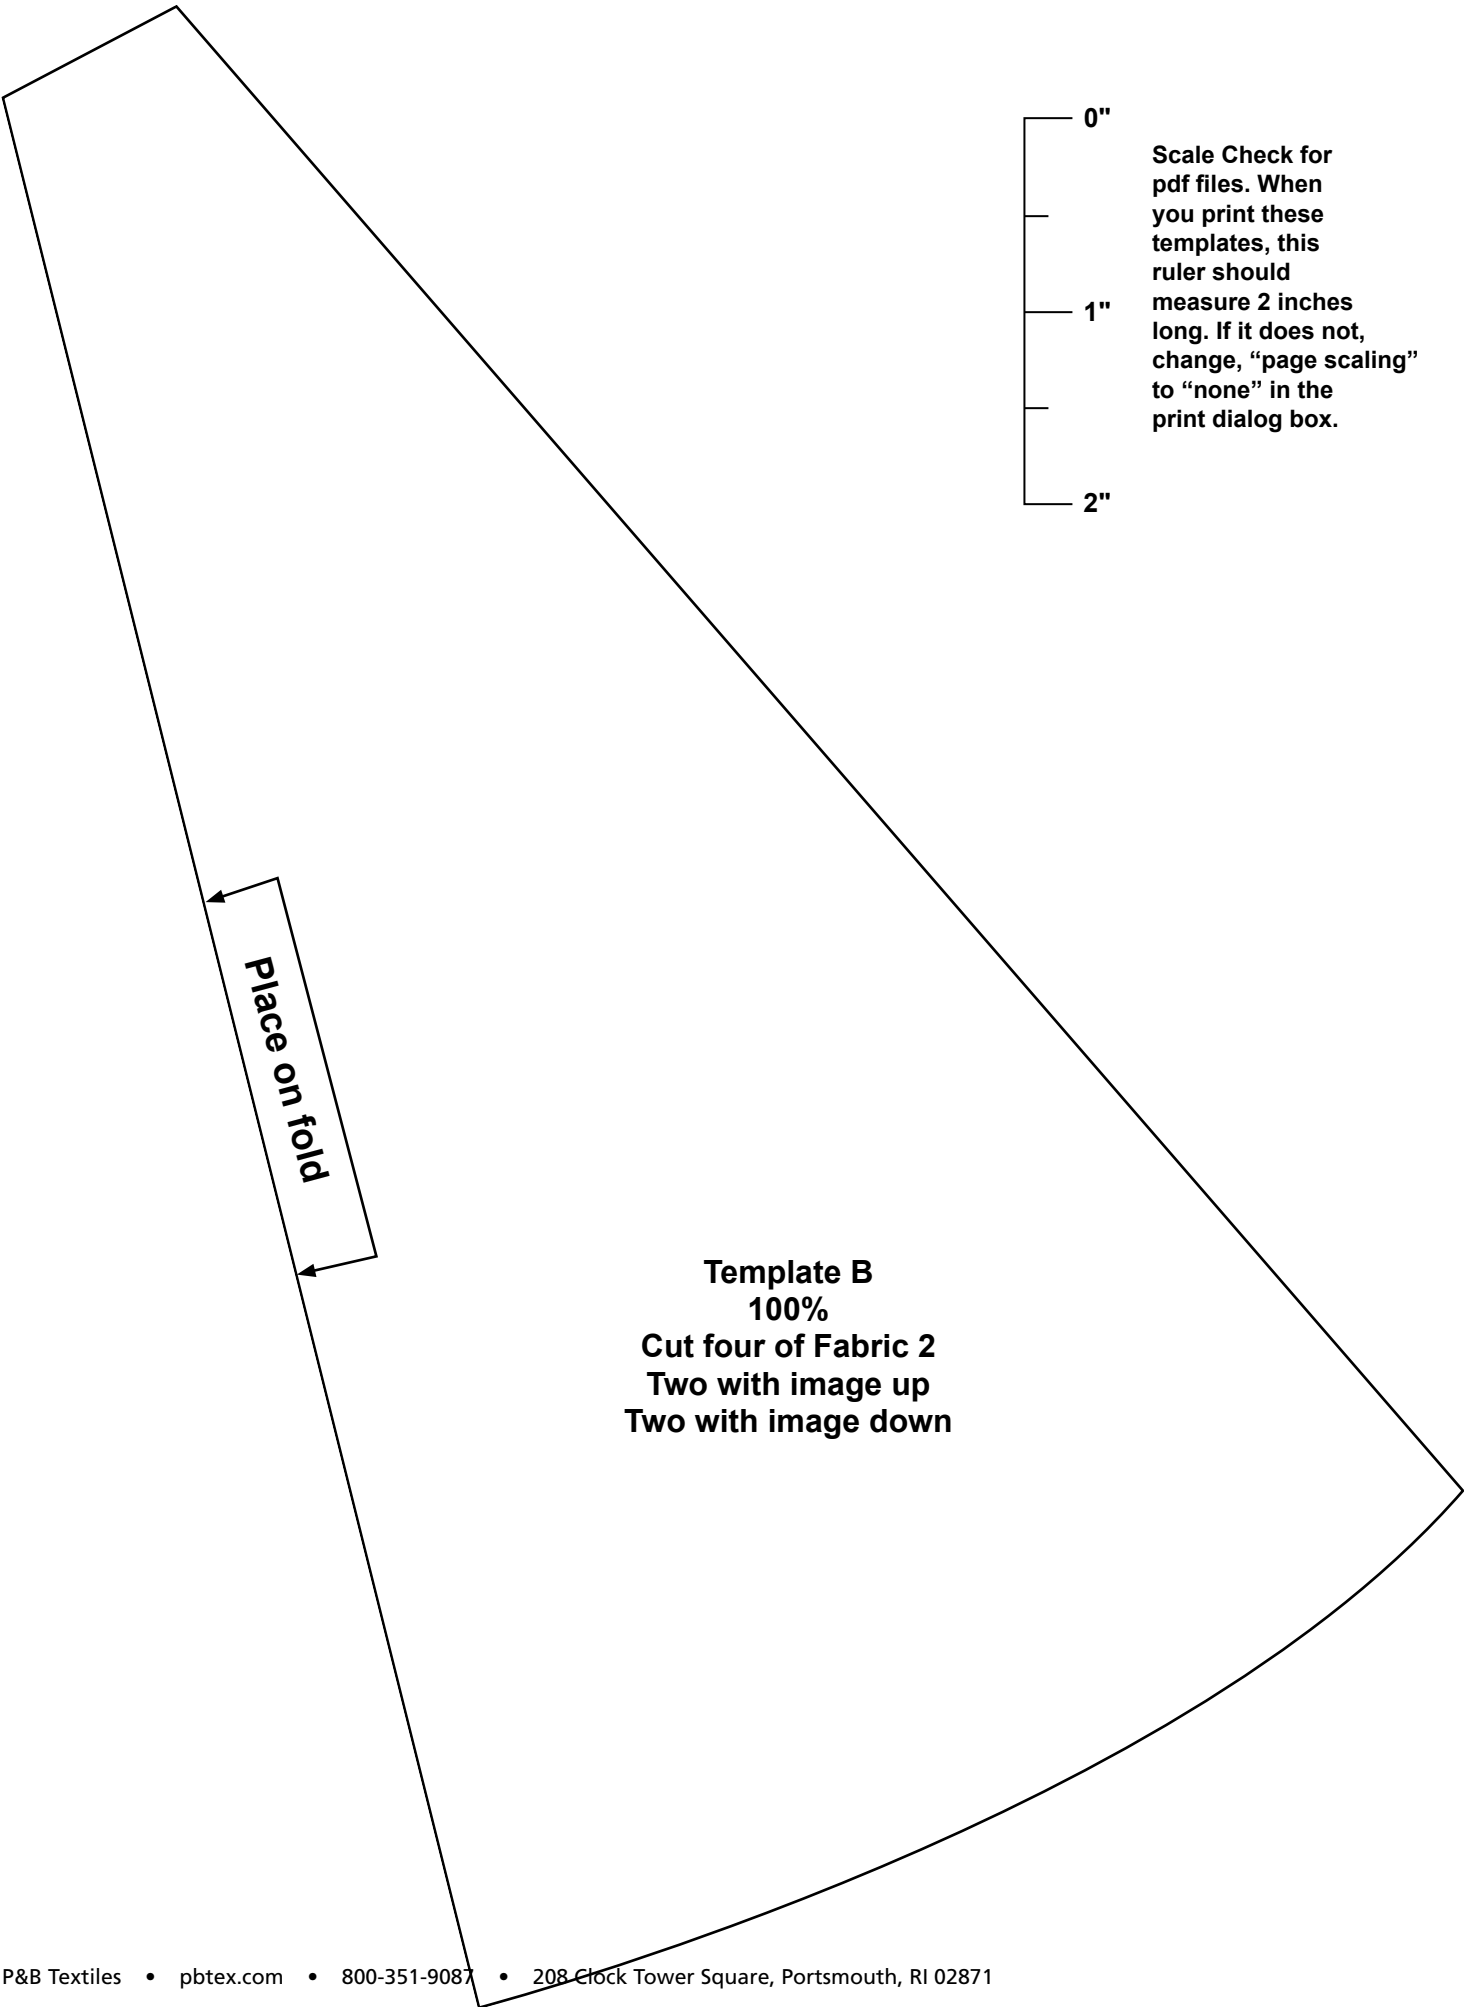 0"
1"
2"
Scale Check for
pdf files. When
you print these
templates, this
ruler should
measure 2 inches
long. If it does not,
change, “page scaling”
to “none” in the
print dialog box.
Place on fold
Template B
100%
Cut four of Fabric 2
Two with image up
Two with image down
P&B Textiles • pbtex.com • 800-351-9087 • 208 Clock Tower Square, Portsmouth, RI 02871